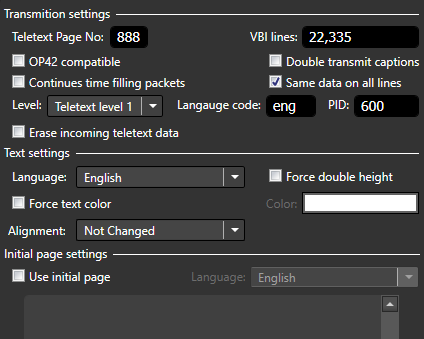 Transmition settings
Teletext Page No: 888 VBI lines: 22,335
OP42 compatible Double transmit captions
Continues time filling packets Same data on all lines
Level: Teletext level 1 Langauge code: eng PID: 600
Erase incoming teletext data
Text settings
Language: English Force double height
Force text color Color:
Alignment: Not Changed
Initial page settings
Use initial page Language: English